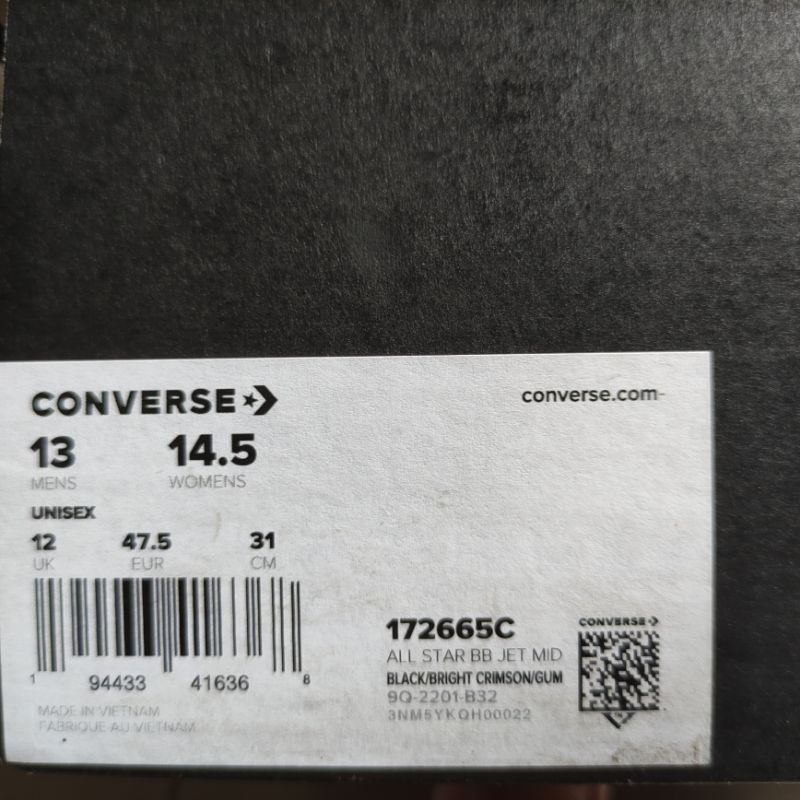 CONVERSE
converse.com
13 14.5
MENS WOMENS
UNISEX
12 47.5 31
UK EUR CM
1 94433 41636 8
MADE IN VIETNAM
FABRIQUE AU VIETNAM
172665C
ALL STAR BB JET MID
BLACK/BRIGHT CRIMSON/GUM
9Q-2201-B32
3NM5YKQH00022
CONVERSE